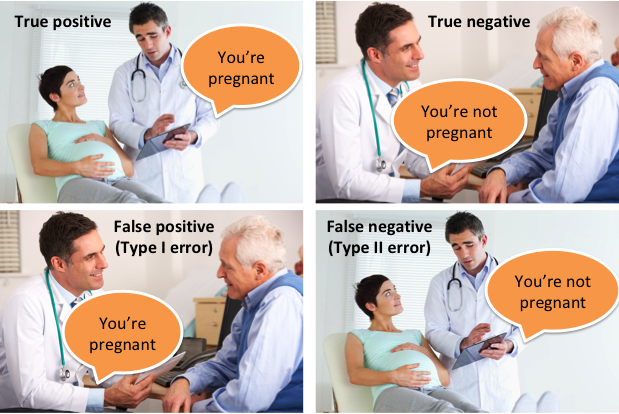 True positive
You're
pregnant
True negative
You're not
pregnant
False positive
(Type I error)
You're
pregnant
False negative
(Type II error)
You're not
pregnant